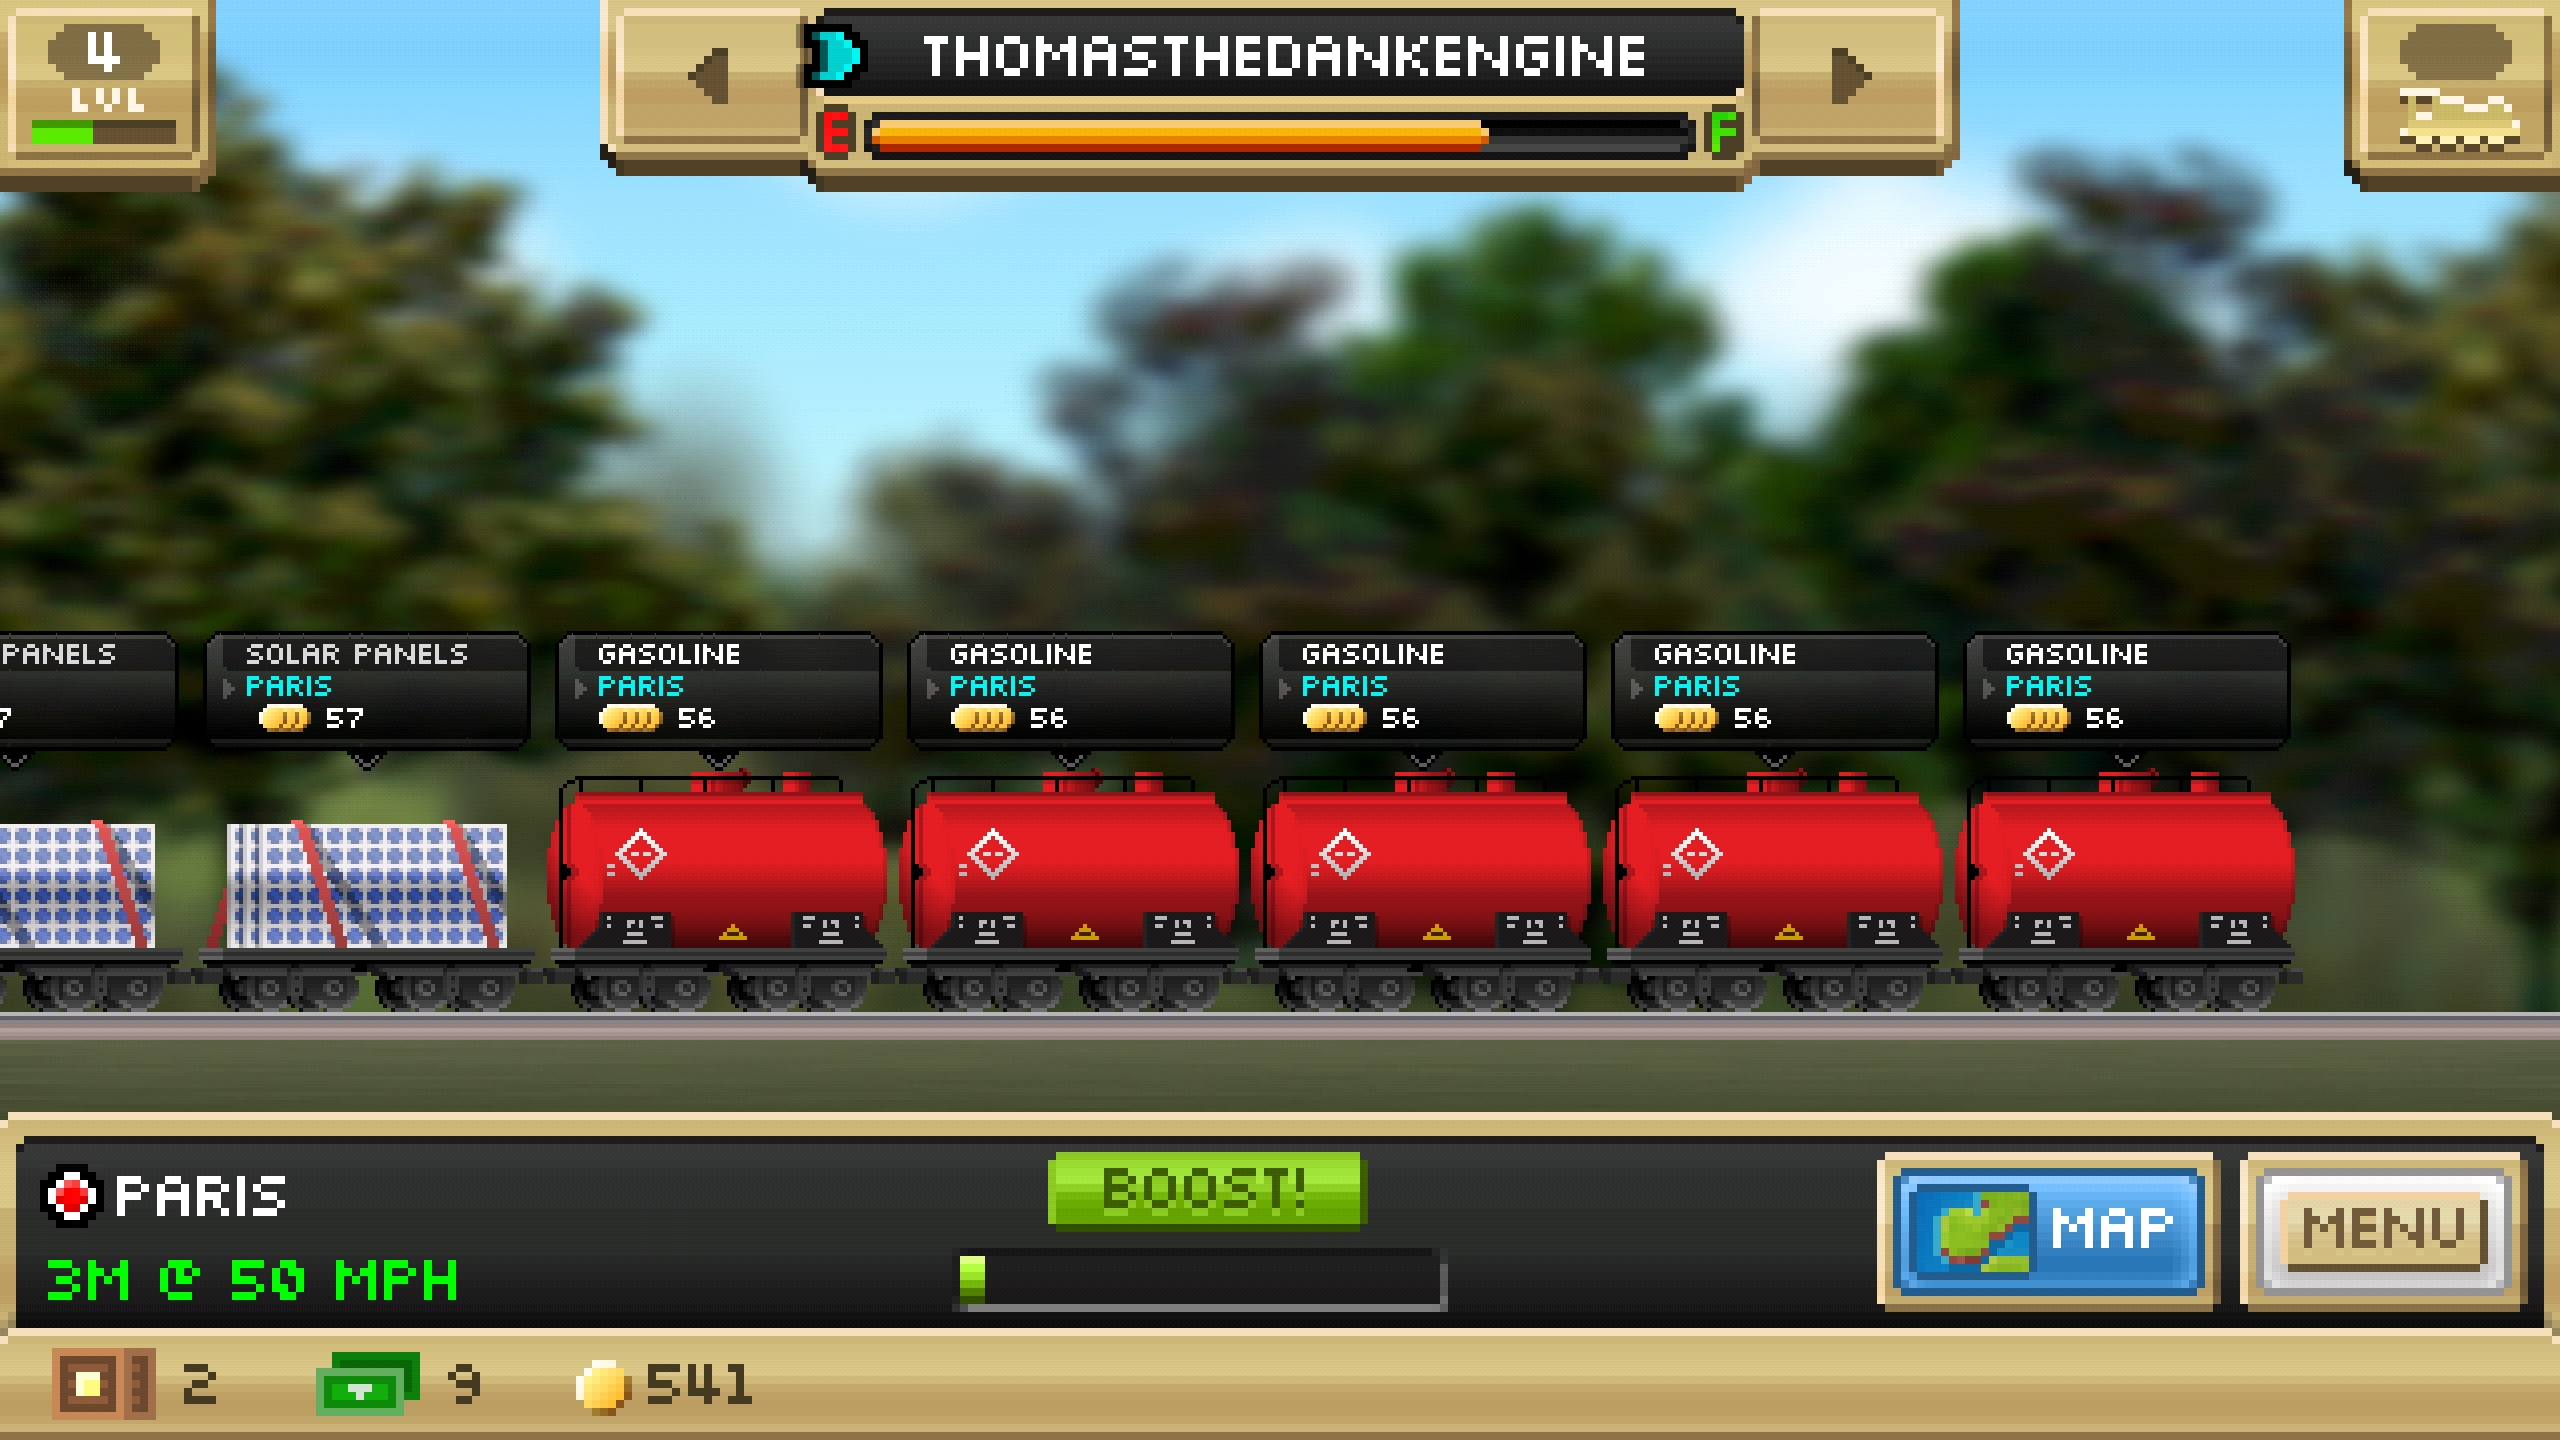 4
LVL
THOMASTHEDANKENGINE
E F
PANELS
7
SOLAR PANELS
PARIS
57
GASOLINE
PARIS
56
GASOLINE
PARIS
56
GASOLINE
PARIS
56
GASOLINE
PARIS
56
GASOLINE
PARIS
56
PARIS
3M @ 50 MPH
BOOST!
MAP
MENU
2
9
541